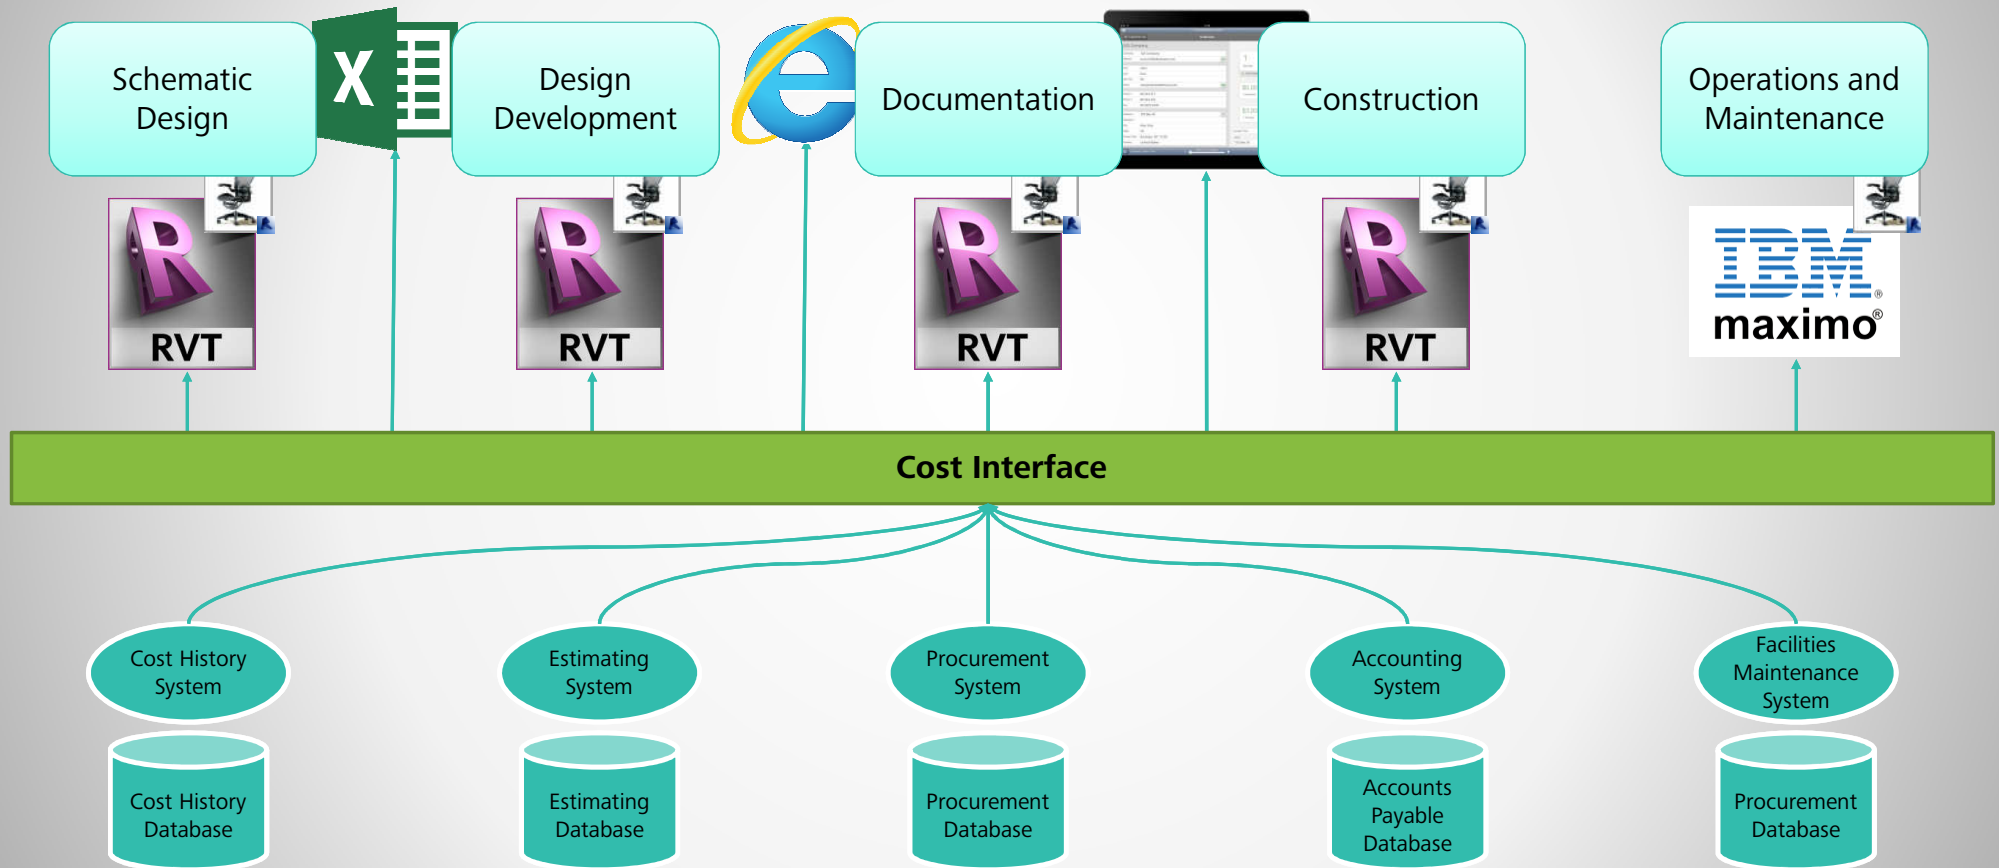 Schematic
Design
X
Design
Development
Documentation
Construction
Operations and
Maintenance
R
RVT
R
RVT
R
RVT
R
RVT
IBM®
maximo®
Cost Interface
Cost History
System
Estimating
System
Procurement
System
Accounting
System
Facilities
Maintenance
System
Cost History
Database
Estimating
Database
Procurement
Database
Accounts
Payable
Database
Procurement
Database